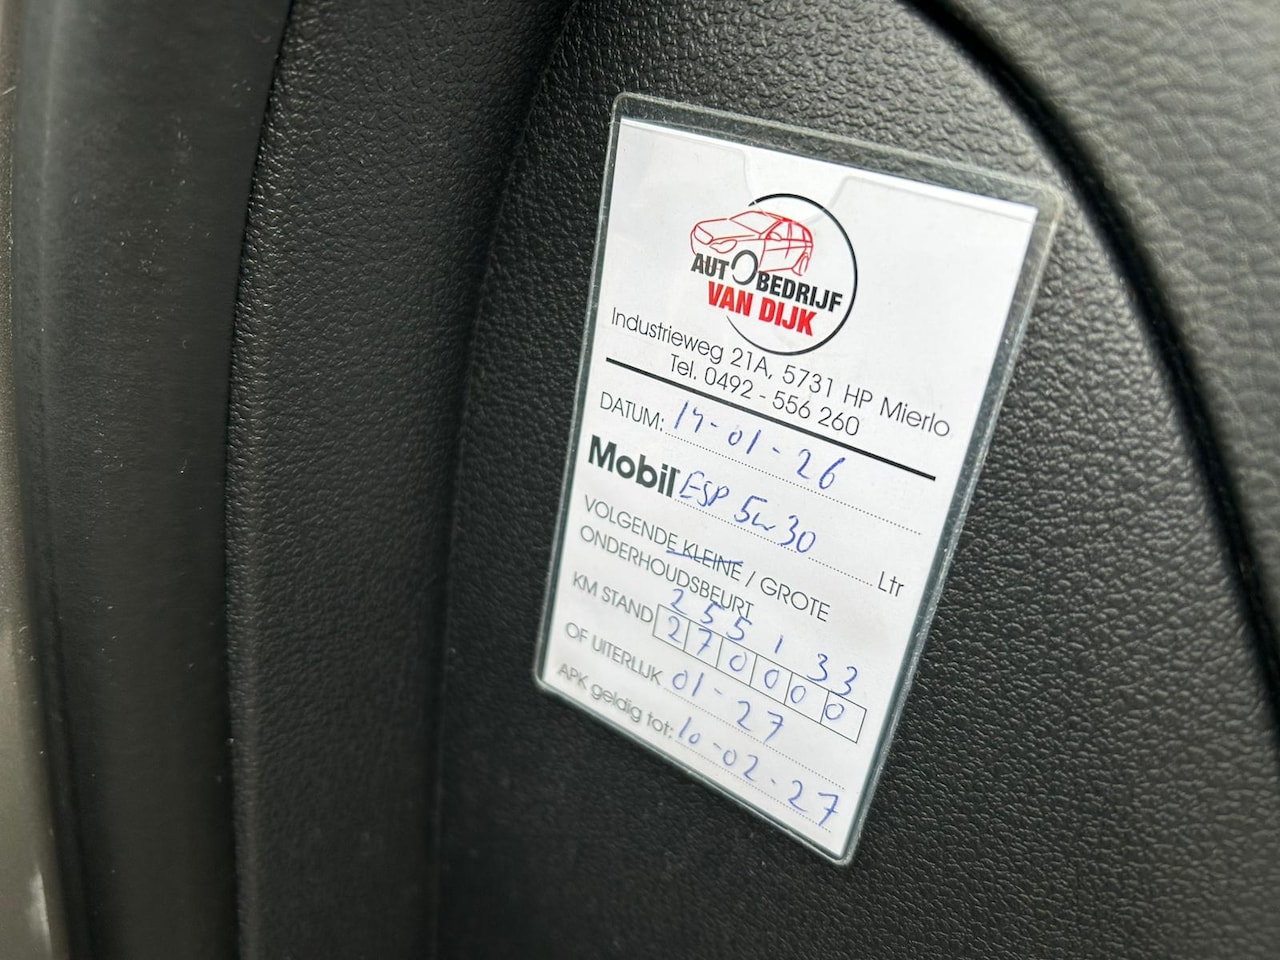 AUTOBEDRIJF
VAN DIJK
Industrieweg 21A, 5731 HP Mierlo
Tel. 0492 - 556 260
DATUM: 14-01-26
Mobil ESP 5w30 Ltr
VOLGENDE KLEINE / GROTE
ONDERHOUDSBEURT
255133
KM STAND 270000
OF UITERLIJK 01-27
APK geldig tot: 10-02-27